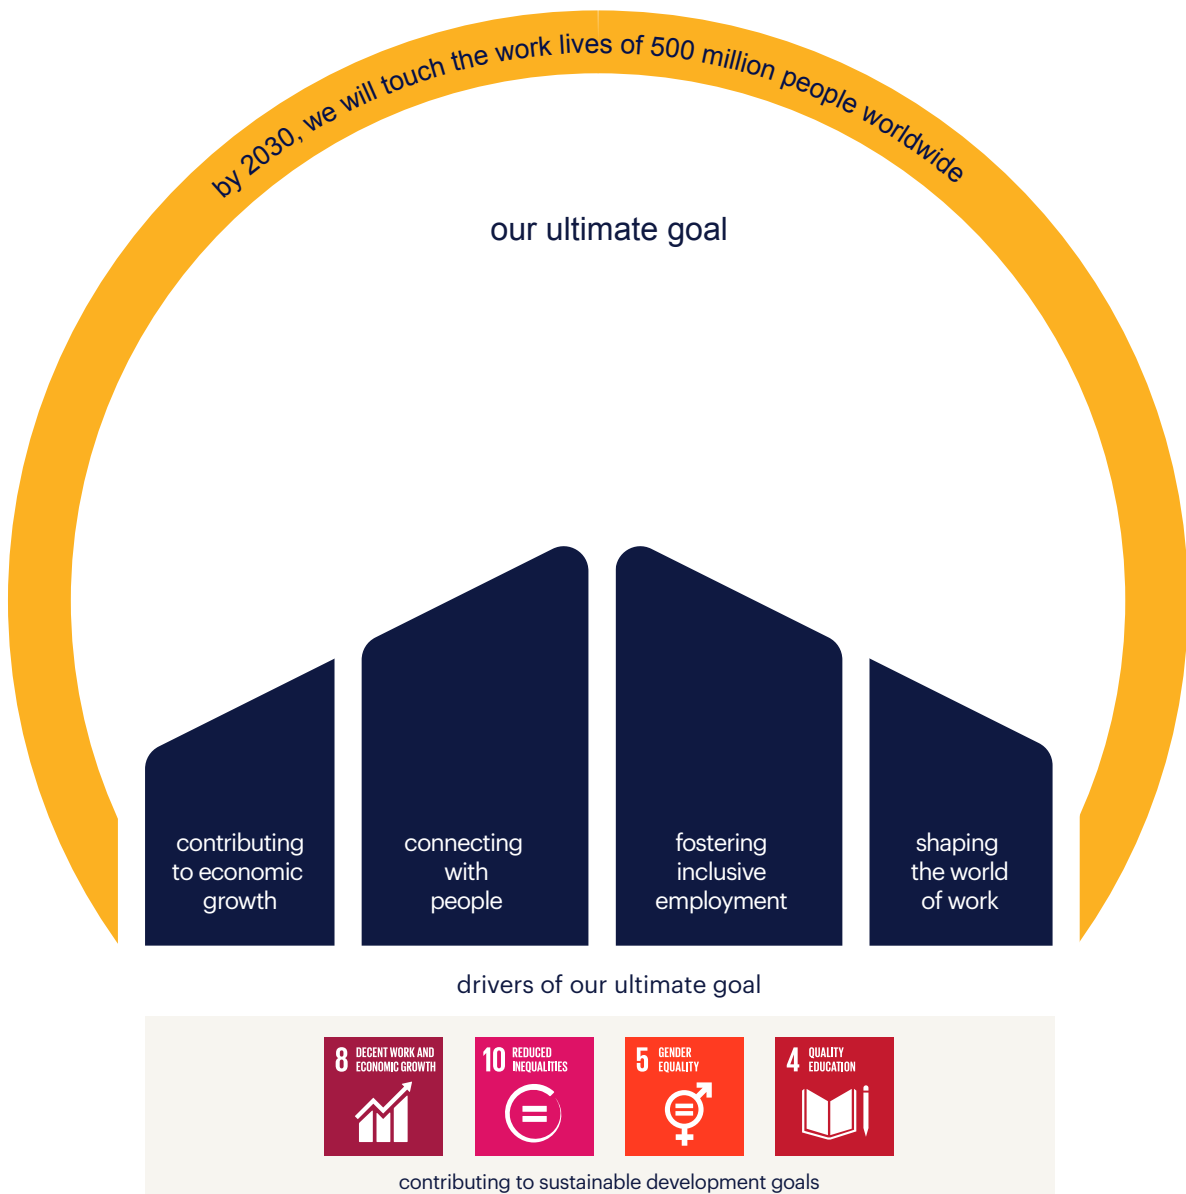 by 2030, we will touch the work lives of 500 million people worldwide
our ultimate goal
contributing
to economic
growth
connecting
with
people
fostering
inclusive
employment
shaping
the world
of work
drivers of our ultimate goal
8 DECENT WORK AND
ECONOMIC GROWTH
10 REDUCED
INEQUALITIES
5 GENDER
EQUALITY
4 QUALITY
EDUCATION
contributing to sustainable development goals